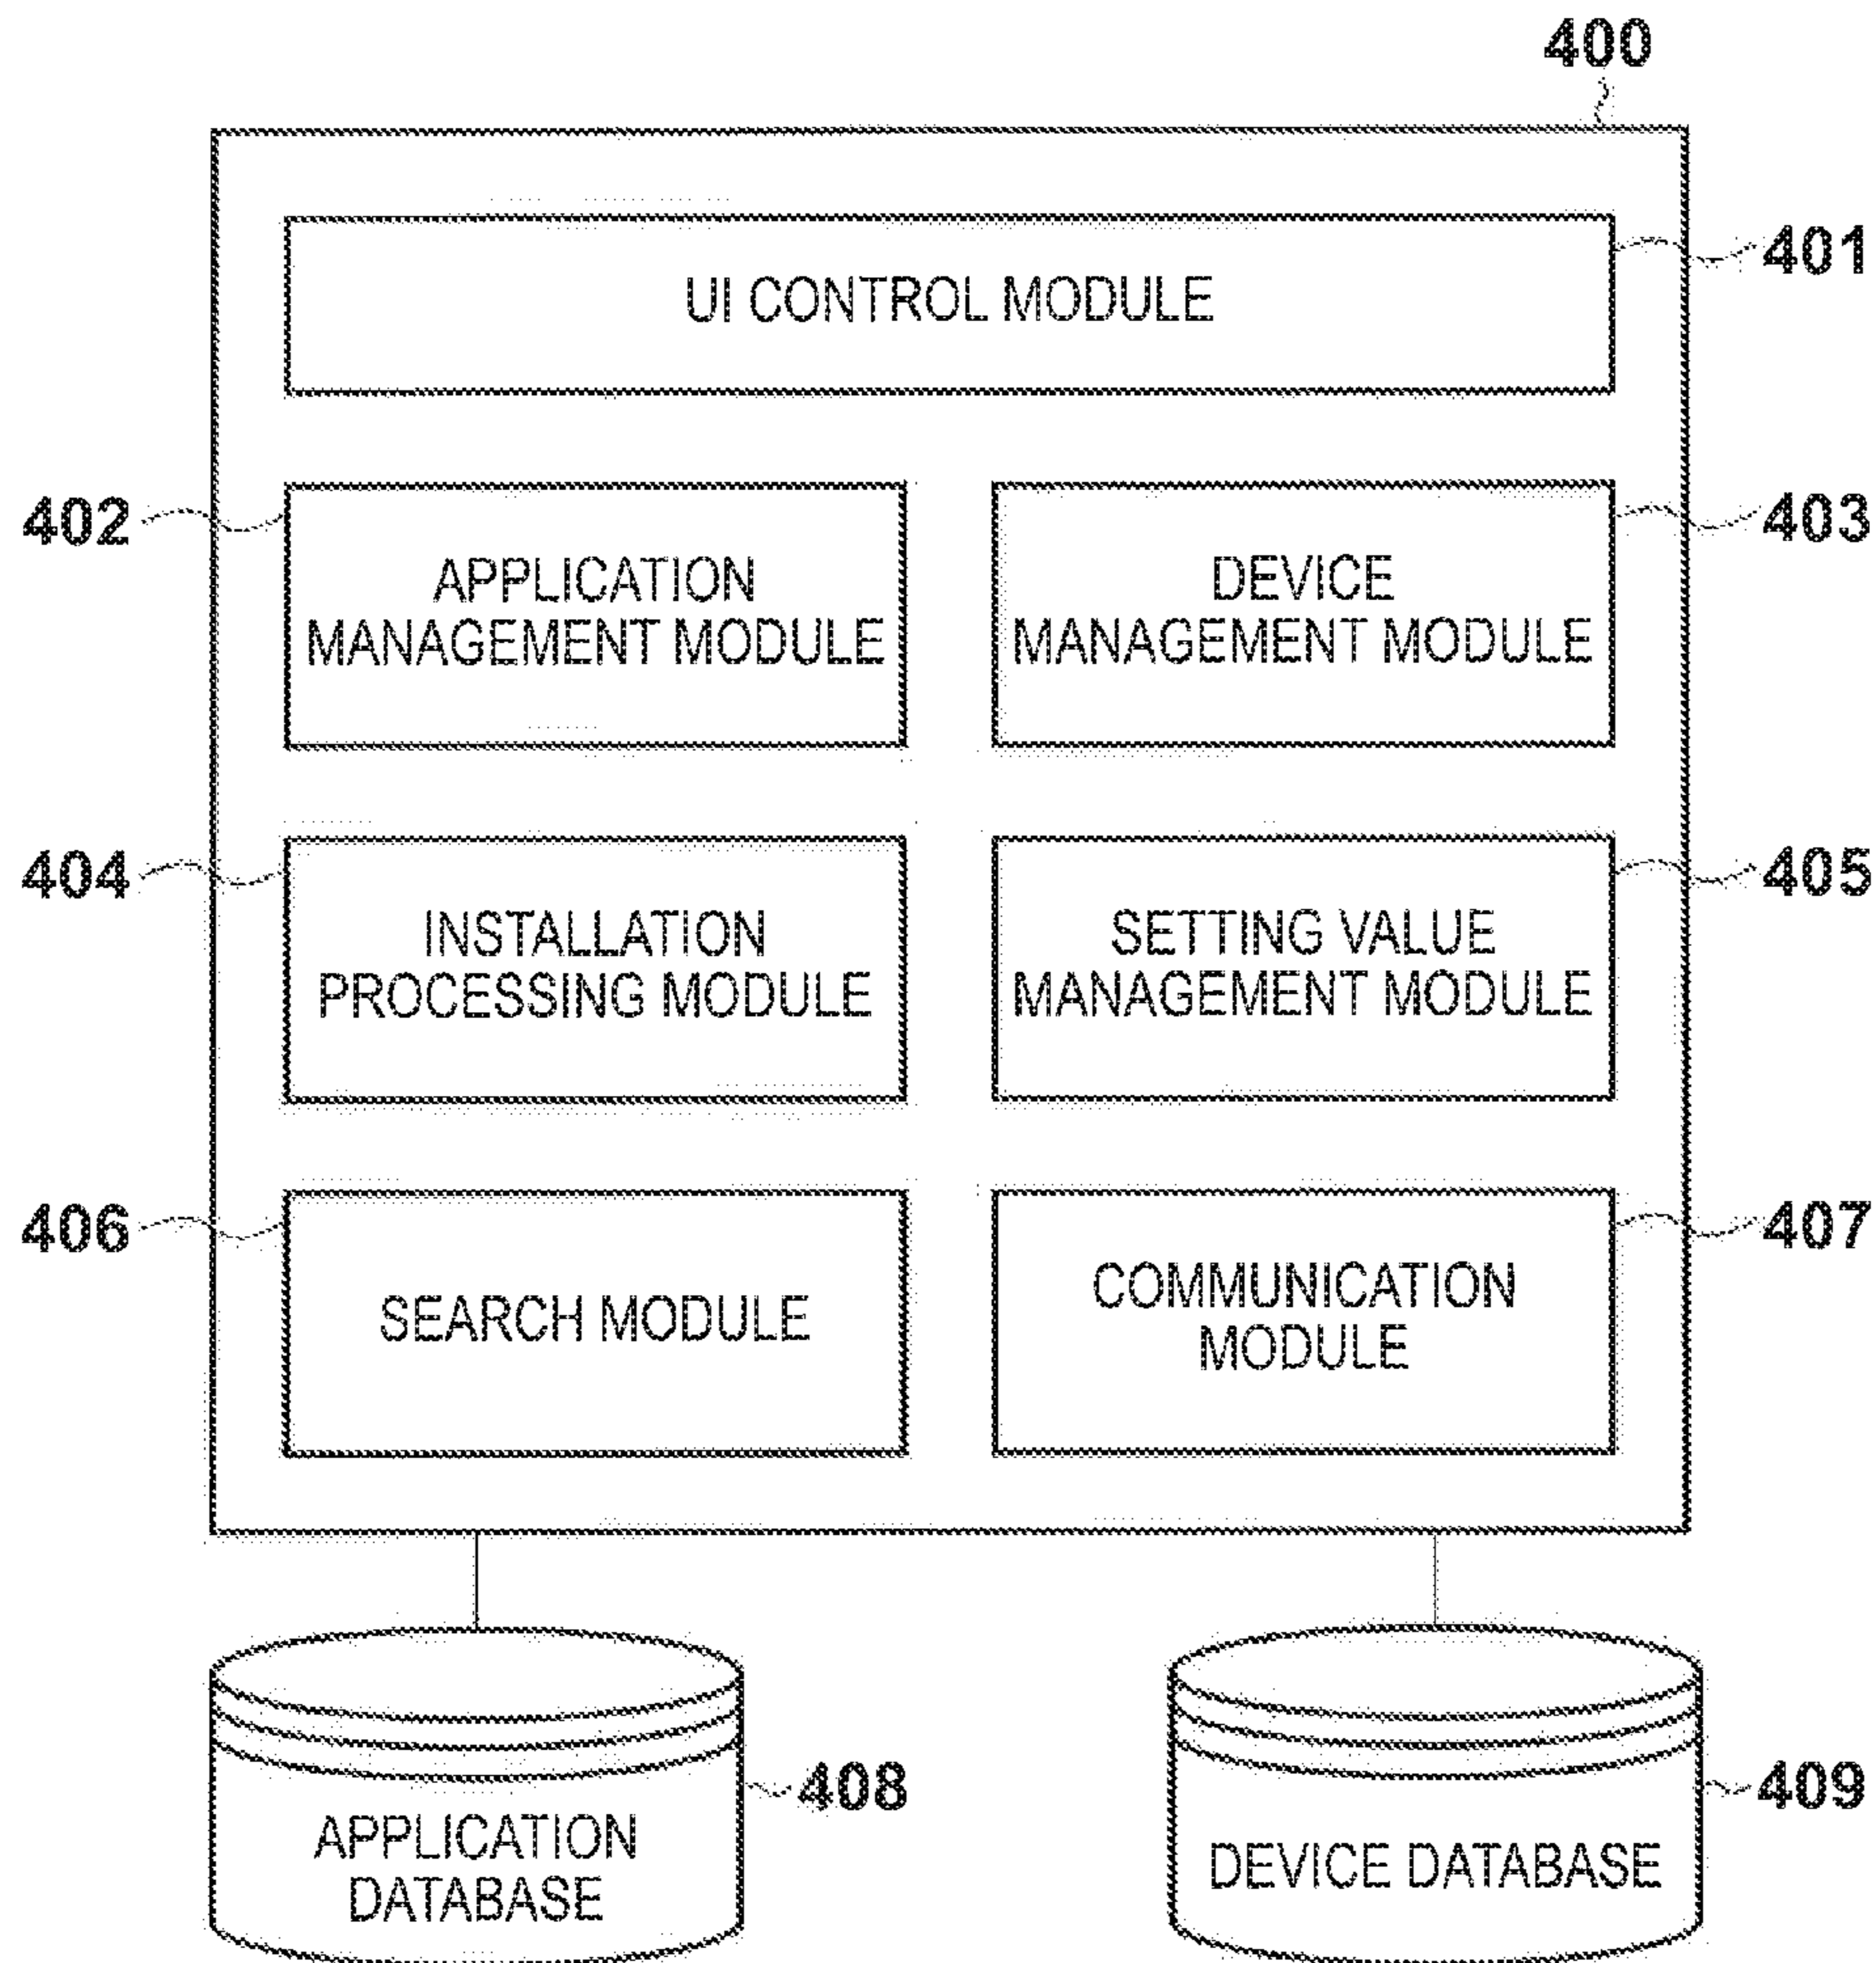 400
UI CONTROL MODULE
401
402
APPLICATION
MANAGEMENT MODULE
DEVICE
MANAGEMENT MODULE
403
404
INSTALLATION
PROCESSING MODULE
SETTING VALUE
MANAGEMENT MODULE
405
406
SEARCH MODULE
COMMUNICATION
MODULE
407
APPLICATION
DATABASE
408
DEVICE DATABASE
409